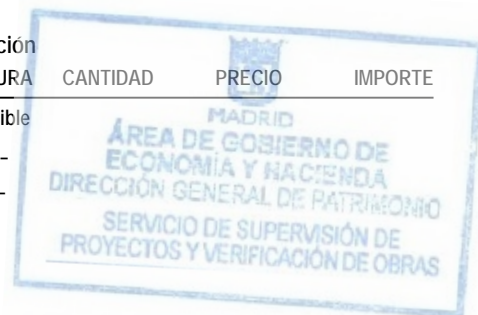 ción
URA CANTIDAD PRECIO IMPORTE
ible
-
-
MADRID
ÁREA DE GOBIERNO DE
ECONOMÍA Y HACIENDA
DIRECCIÓN GENERAL DE PATRIMONIO
SERVICIO DE SUPERVISIÓN DE
PROYECTOS Y VERIFICACIÓN DE OBRAS